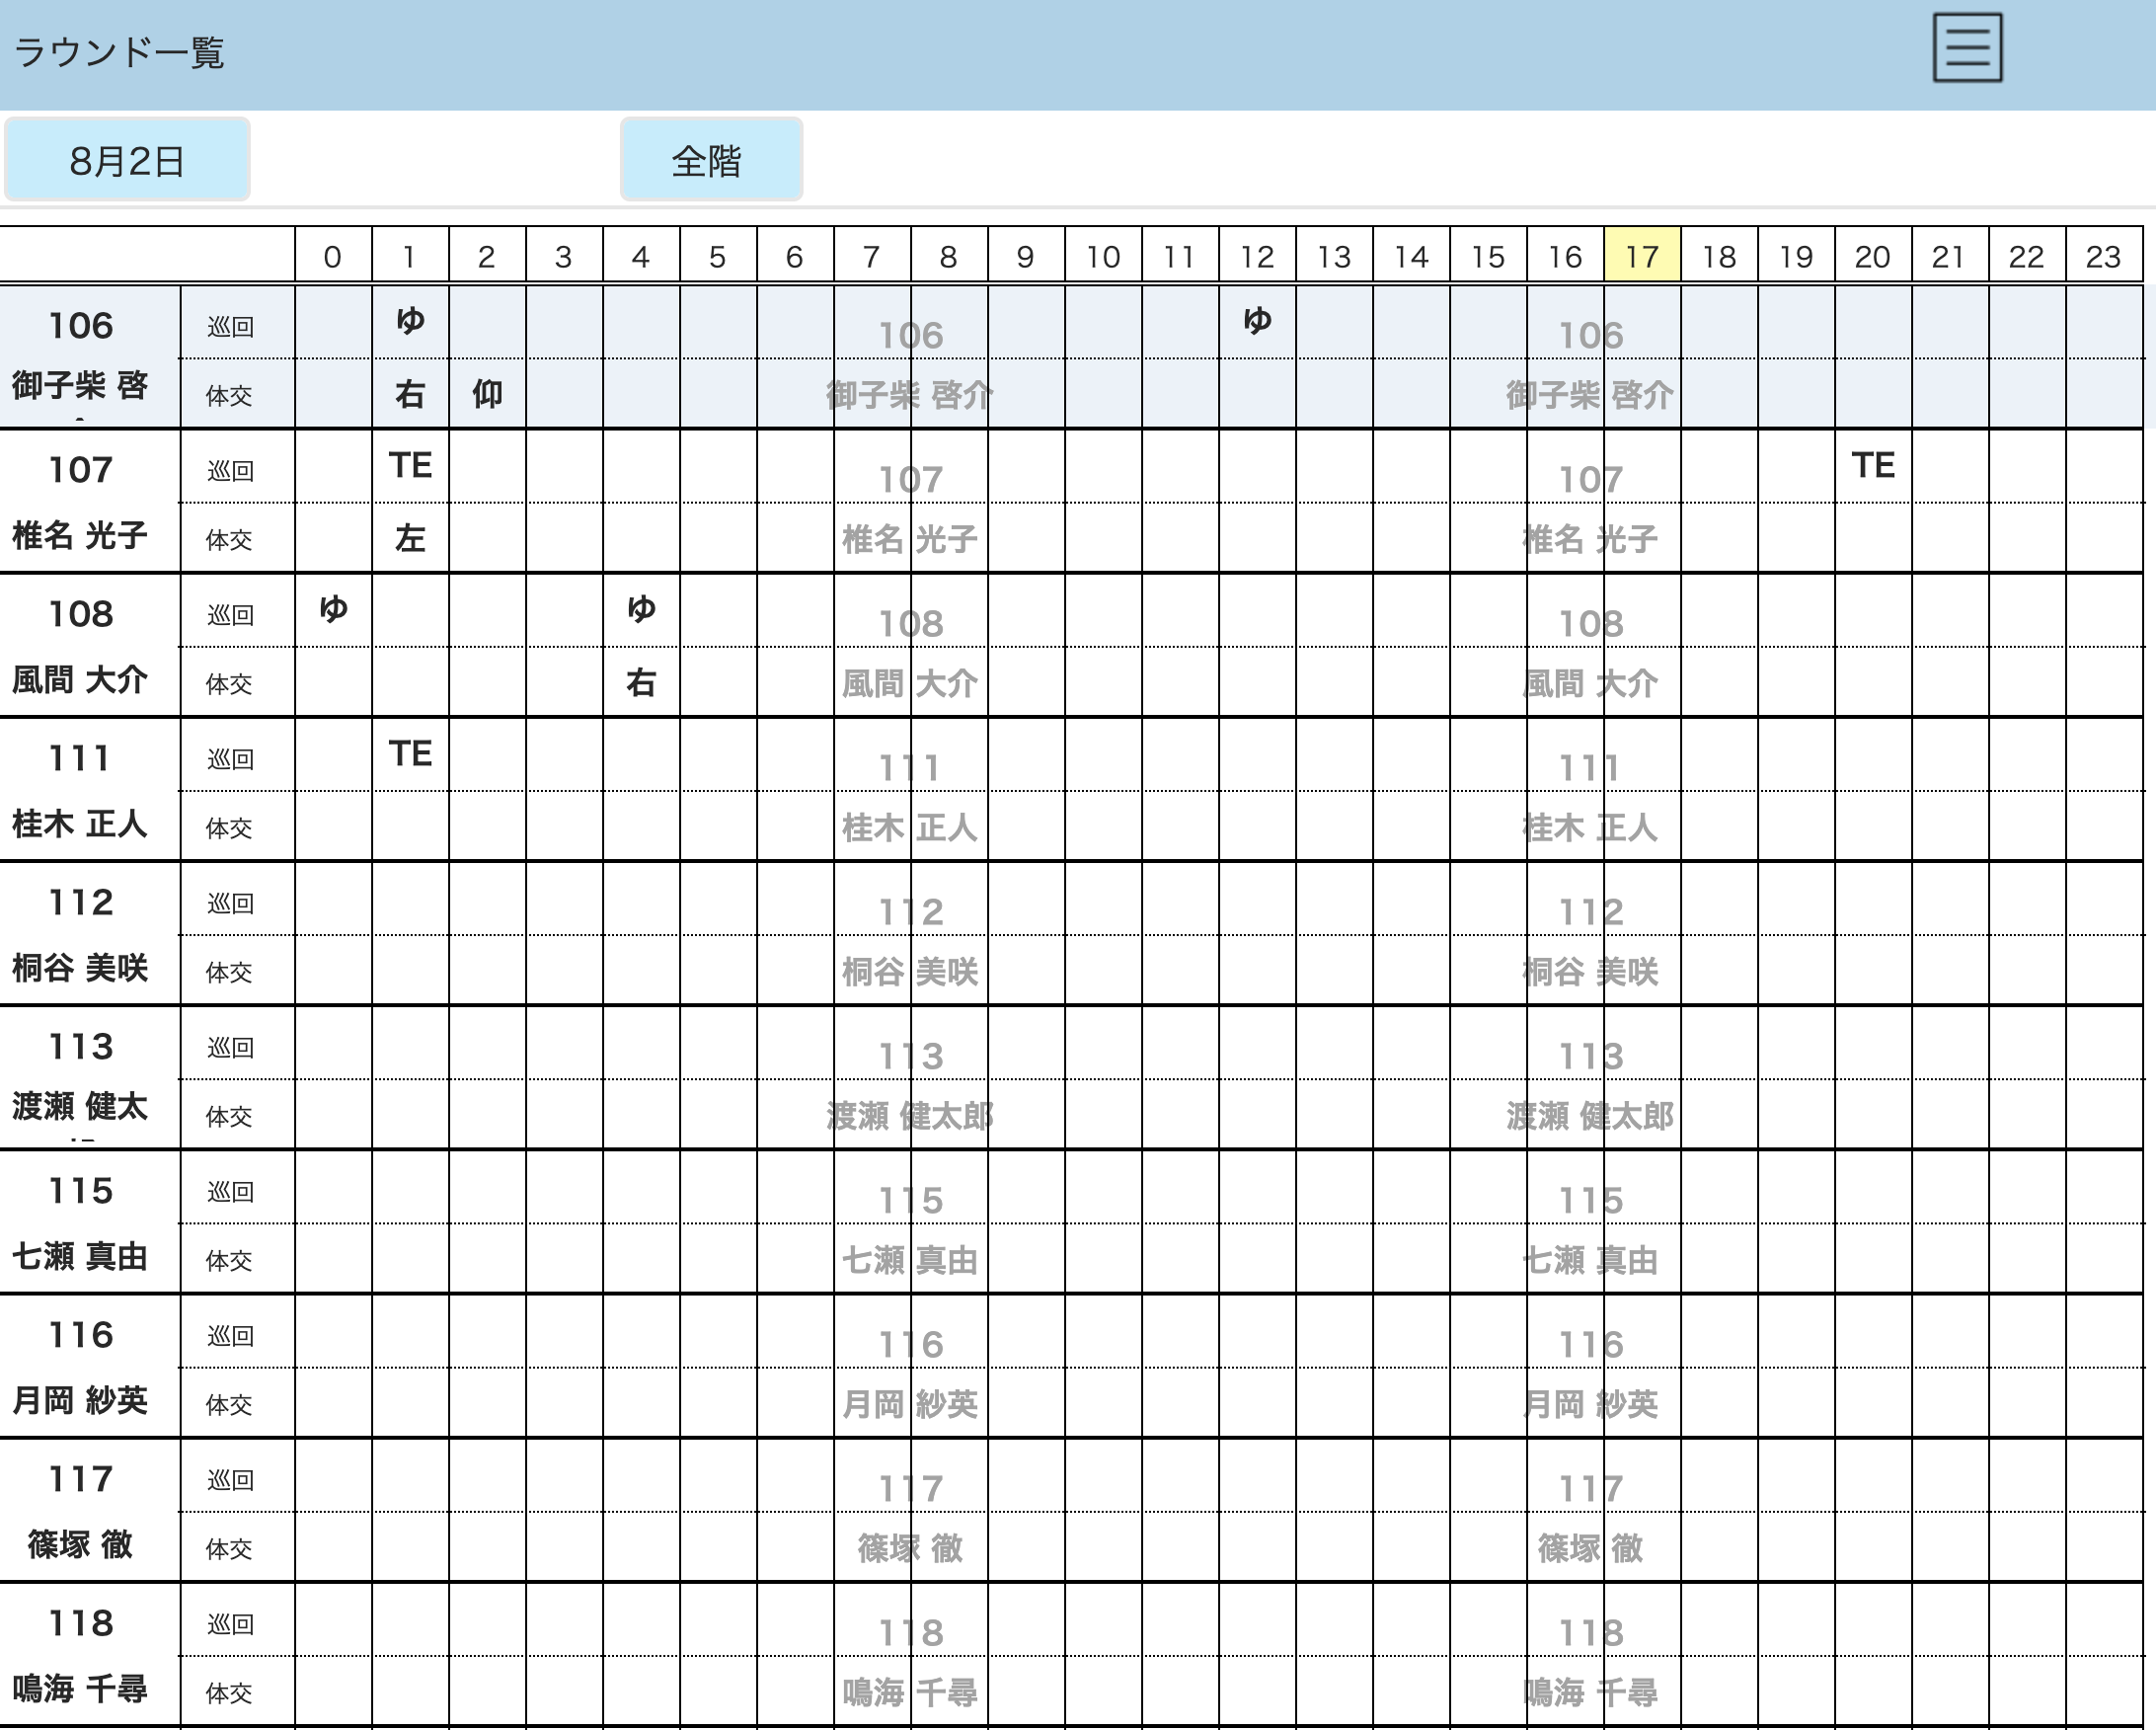 ラウンド一覧
8月2日 全階
0 1 2 3 4 5 6 7 8 9 10 11 12 13 14 15 16 17 18 19 20 21 22 23
106 巡回 ゆ 106 ゆ 106
御子柴 啓 体交 右 仰 御子柴 啓介 御子柴 啓介
107 巡回 TE 107 107 TE
椎名 光子 体交 左 椎名 光子 椎名 光子
108 巡回 ゆ ゆ 108 108
風間 大介 体交 右 風間 大介 風間 大介
111 巡回 TE 111 111
桂木 正人 体交 桂木 正人 桂木 正人
112 巡回 112 112
桐谷 美咲 体交 桐谷 美咲 桐谷 美咲
113 巡回 113 113
渡瀬 健太 体交 渡瀬 健太郎 渡瀬 健太郎
115 巡回 115 115
七瀬 真由 体交 七瀬 真由 七瀬 真由
116 巡回 116 116
月岡 紗英 体交 月岡 紗英 月岡 紗英
117 巡回 117 117
篠塚 徹 体交 篠塚 徹 篠塚 徹
118 巡回 118 118
鳴海 千尋 体交 鳴海 千尋 鳴海 千尋